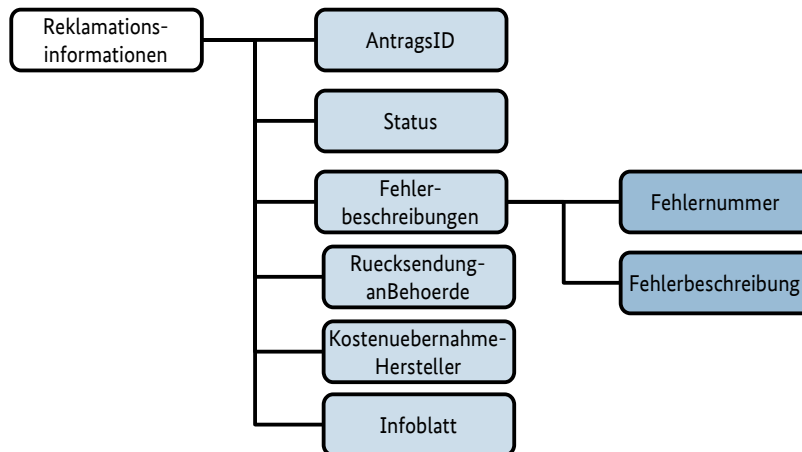 Reklamations-
informationen
AntragsID
Status
Fehler-
beschreibungen
Fehlernummer
Fehlerbeschreibung
Ruecksendung-
anBehoerde
Kostenuebernahme-
Hersteller
Infoblatt